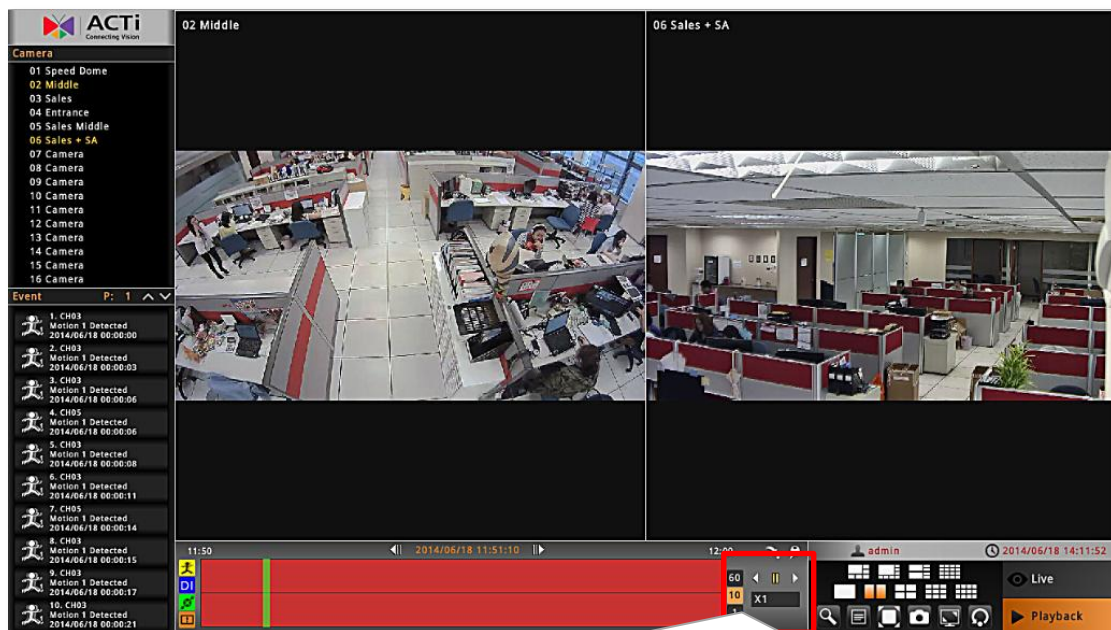 ACTi
Connecting Vision
Camera
01 Speed Dome
02 Middle
03 Sales
04 Entrance
05 Sales Middle
06 Sales + SA
07 Camera
08 Camera
09 Camera
10 Camera
11 Camera
12 Camera
13 Camera
14 Camera
15 Camera
16 Camera
Event P: 1
1. CH03
Motion 1 Detected
2014/06/18 00:00:00
2. CH03
Motion 1 Detected
2014/06/18 00:00:03
3. CH03
Motion 1 Detected
2014/06/18 00:00:06
4. CH05
Motion 1 Detected
2014/06/18 00:00:06
5. CH03
Motion 1 Detected
2014/06/18 00:00:08
6. CH03
Motion 1 Detected
2014/06/18 00:00:11
7. CH05
Motion 1 Detected
2014/06/18 00:00:14
8. CH03
Motion 1 Detected
2014/06/18 00:00:15
9. CH03
Motion 1 Detected
2014/06/18 00:00:17
10. CH03
Motion 1 Detected
2014/06/18 00:00:21
02 Middle
06 Sales + SA
11:50 2014/06/18 11:51:10
DI
60
10
X1
admin 2014/06/18 14:11:52
Live
Playback